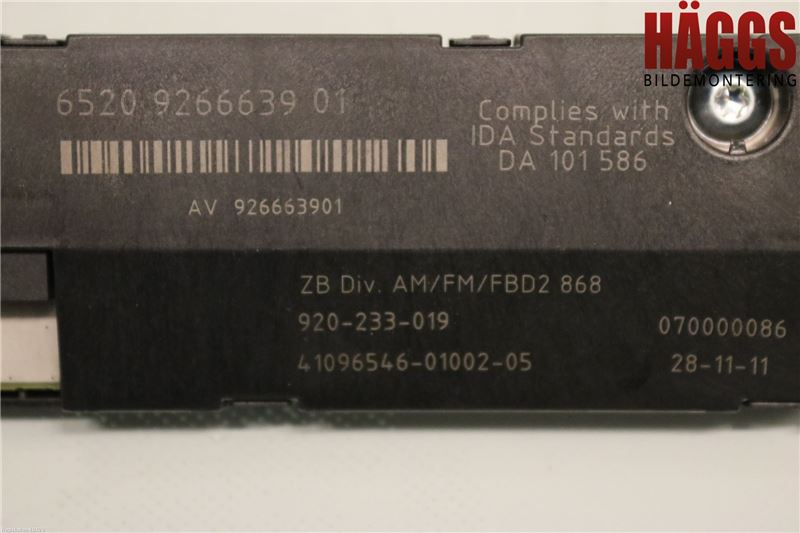 HÄGGS
BILDEMONTERING
6520 9266639 01
Complies with
IDA Standards
DA 101 586
AV 926663901
ZB Div. AM/FM/FBD2 868
920-233-019
070000086
41096546-01002-05
28-11-11